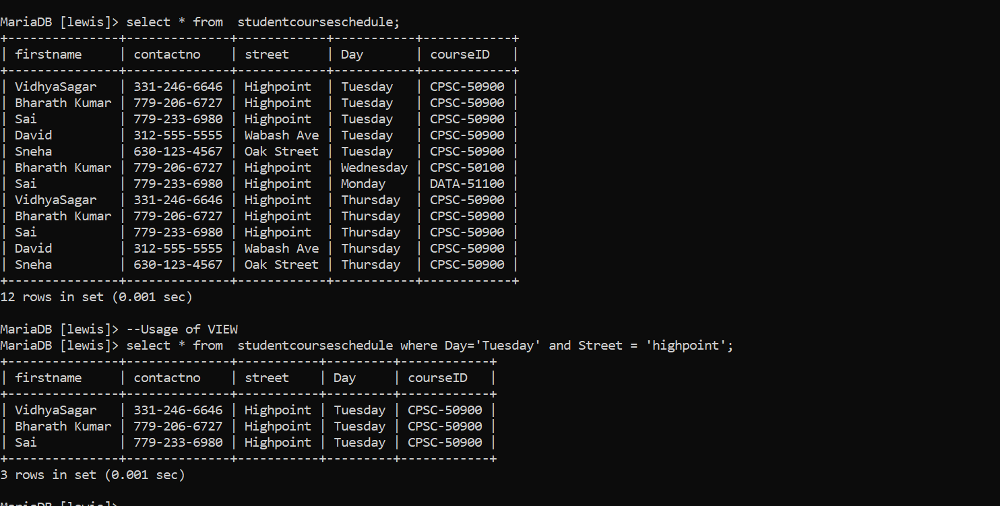 MariaDB [lewis]> select * from  studentcourseschedule;
+---------------+--------------+------------+-----------+------------+
| firstname     | contactno    | street     | Day       | courseID   |
+---------------+--------------+------------+-----------+------------+
| VidhyaSagar   | 331-246-6646 | Highpoint  | Tuesday   | CPSC-50900 |
| Bharath Kumar | 779-206-6727 | Highpoint  | Tuesday   | CPSC-50900 |
| Sai           | 779-233-6980 | Highpoint  | Tuesday   | CPSC-50900 |
| David         | 312-555-5555 | Wabash Ave | Tuesday   | CPSC-50900 |
| Sneha         | 630-123-4567 | Oak Street | Tuesday   | CPSC-50900 |
| Bharath Kumar | 779-206-6727 | Highpoint  | Wednesday | CPSC-50100 |
| Sai           | 779-233-6980 | Highpoint  | Monday    | DATA-51100 |
| VidhyaSagar   | 331-246-6646 | Highpoint  | Thursday  | CPSC-50900 |
| Bharath Kumar | 779-206-6727 | Highpoint  | Thursday  | CPSC-50900 |
| Sai           | 779-233-6980 | Highpoint  | Thursday  | CPSC-50900 |
| David         | 312-555-5555 | Wabash Ave | Thursday  | CPSC-50900 |
| Sneha         | 630-123-4567 | Oak Street | Thursday  | CPSC-50900 |
+---------------+--------------+------------+-----------+------------+
12 rows in set (0.001 sec)

MariaDB [lewis]> --Usage of VIEW
MariaDB [lewis]> select * from  studentcourseschedule where Day='Tuesday' and Street = 'highpoint';
+---------------+--------------+-----------+---------+------------+
| firstname     | contactno    | street    | Day     | courseID   |
+---------------+--------------+-----------+---------+------------+
| VidhyaSagar   | 331-246-6646 | Highpoint | Tuesday | CPSC-50900 |
| Bharath Kumar | 779-206-6727 | Highpoint | Tuesday | CPSC-50900 |
| Sai           | 779-233-6980 | Highpoint | Tuesday | CPSC-50900 |
+---------------+--------------+-----------+---------+------------+
3 rows in set (0.001 sec)

MariaDB [lewis]>